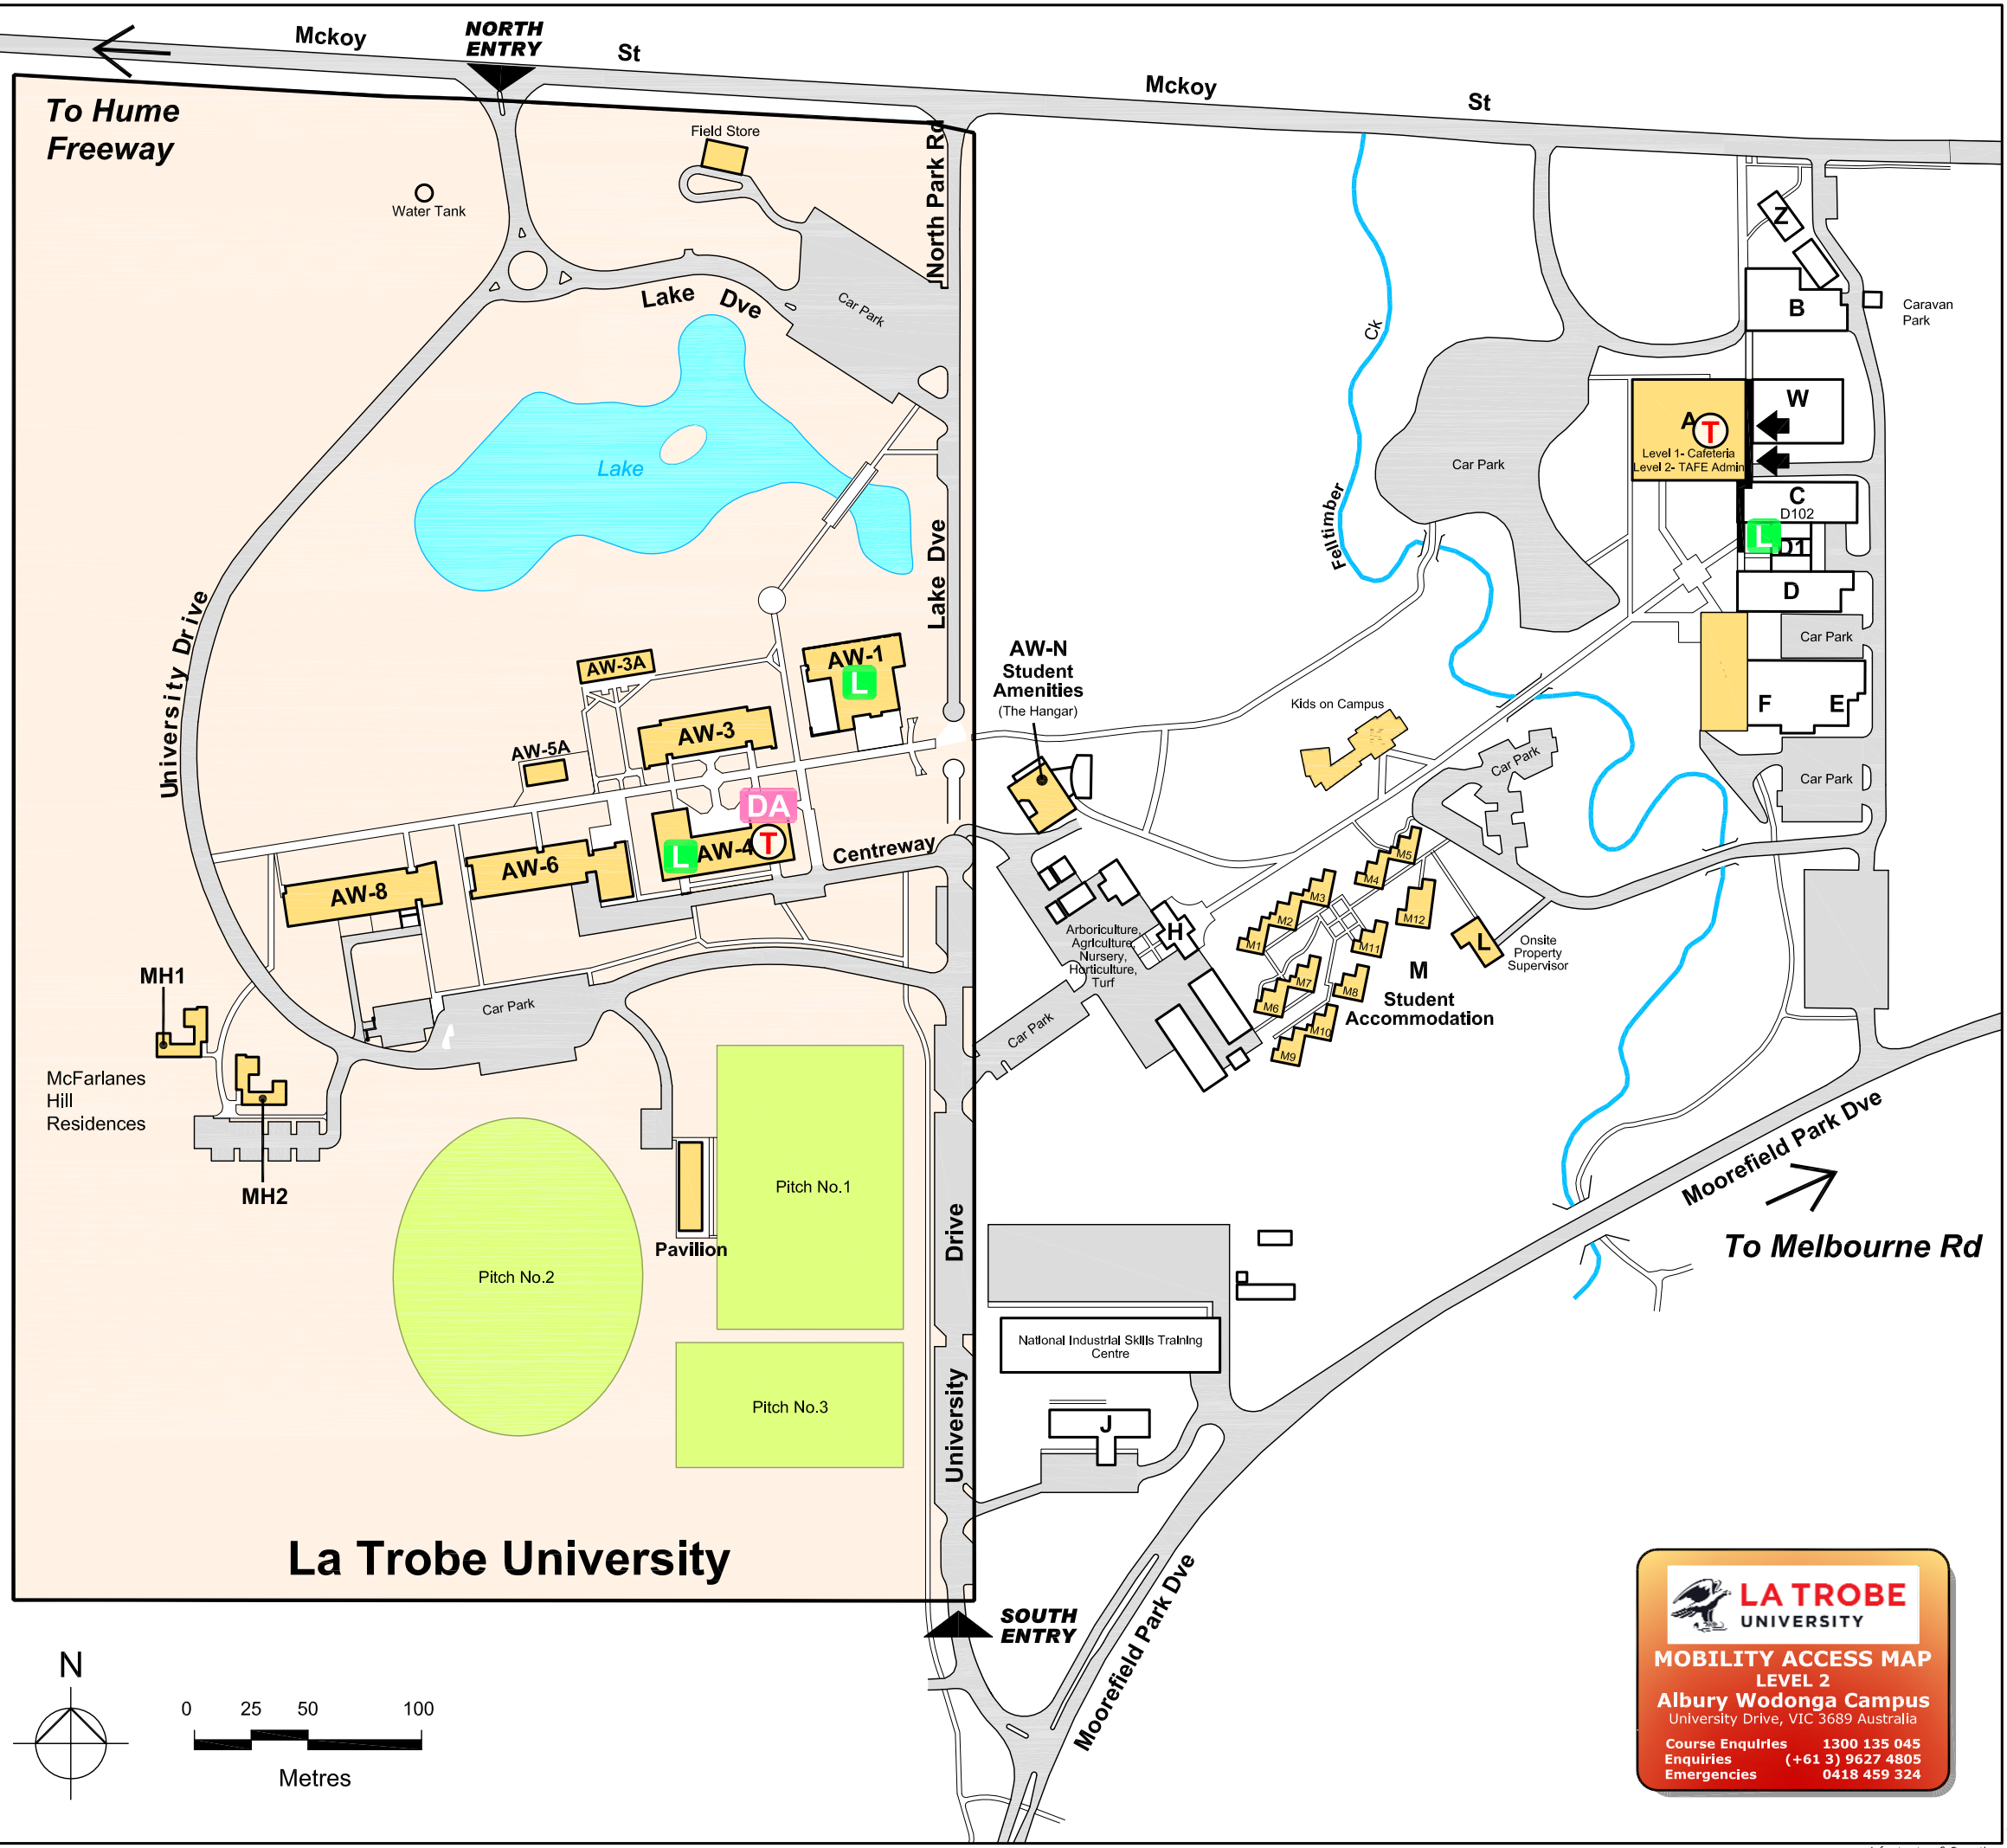 Mckoy
NORTH
ENTRY
St
Mckoy
St
To Hume
Freeway
Field Store
North Park Rd
Water Tank
Z
Lake Dve
Car Park
B
Caravan
Park
Ck
Lake
Felltimber
Car Park
A
T
Level 1- Cafeteria
Level 2- TAFE Admin
W
C
D102
L
D1
D
Car Park
University Drive
Lake Dve
AW-3A
AW-1
L
AW-N
Student
Amenities
(The Hangar)
Kids on Campus
K
F
E
AW-3
AW-5A
Car Park
Car Park
DA
L
AW-4
T
Centreway
AW-6
AW-8
M5
M4
M3
M2
M1
M12
M11
L
Onsite
Property
Supervisor
Arboriculture,
Agriculture,
Nursery,
Horticulture,
Turf
H
M
Student
Accommodation
M7
M6
M8
M10
M9
MH1
Car Park
Car Park
McFarlanes
Hill
Residences
MH2
Pitch No.1
Pavilion
Pitch No.2
Pitch No.3
University Drive
Moorefield Park Dve
To Melbourne Rd
National Industrial Skills Training
Centre
J
La Trobe University
SOUTH
ENTRY
Moorefield Park Dve
N
0 25 50 100
Metres
LA TROBE
UNIVERSITY
MOBILITY ACCESS MAP
LEVEL 2
Albury Wodonga Campus
University Drive, VIC 3689 Australia
Course Enquiries 1300 135 045
Enquiries (+61 3) 9627 4805
Emergencies 0418 459 324